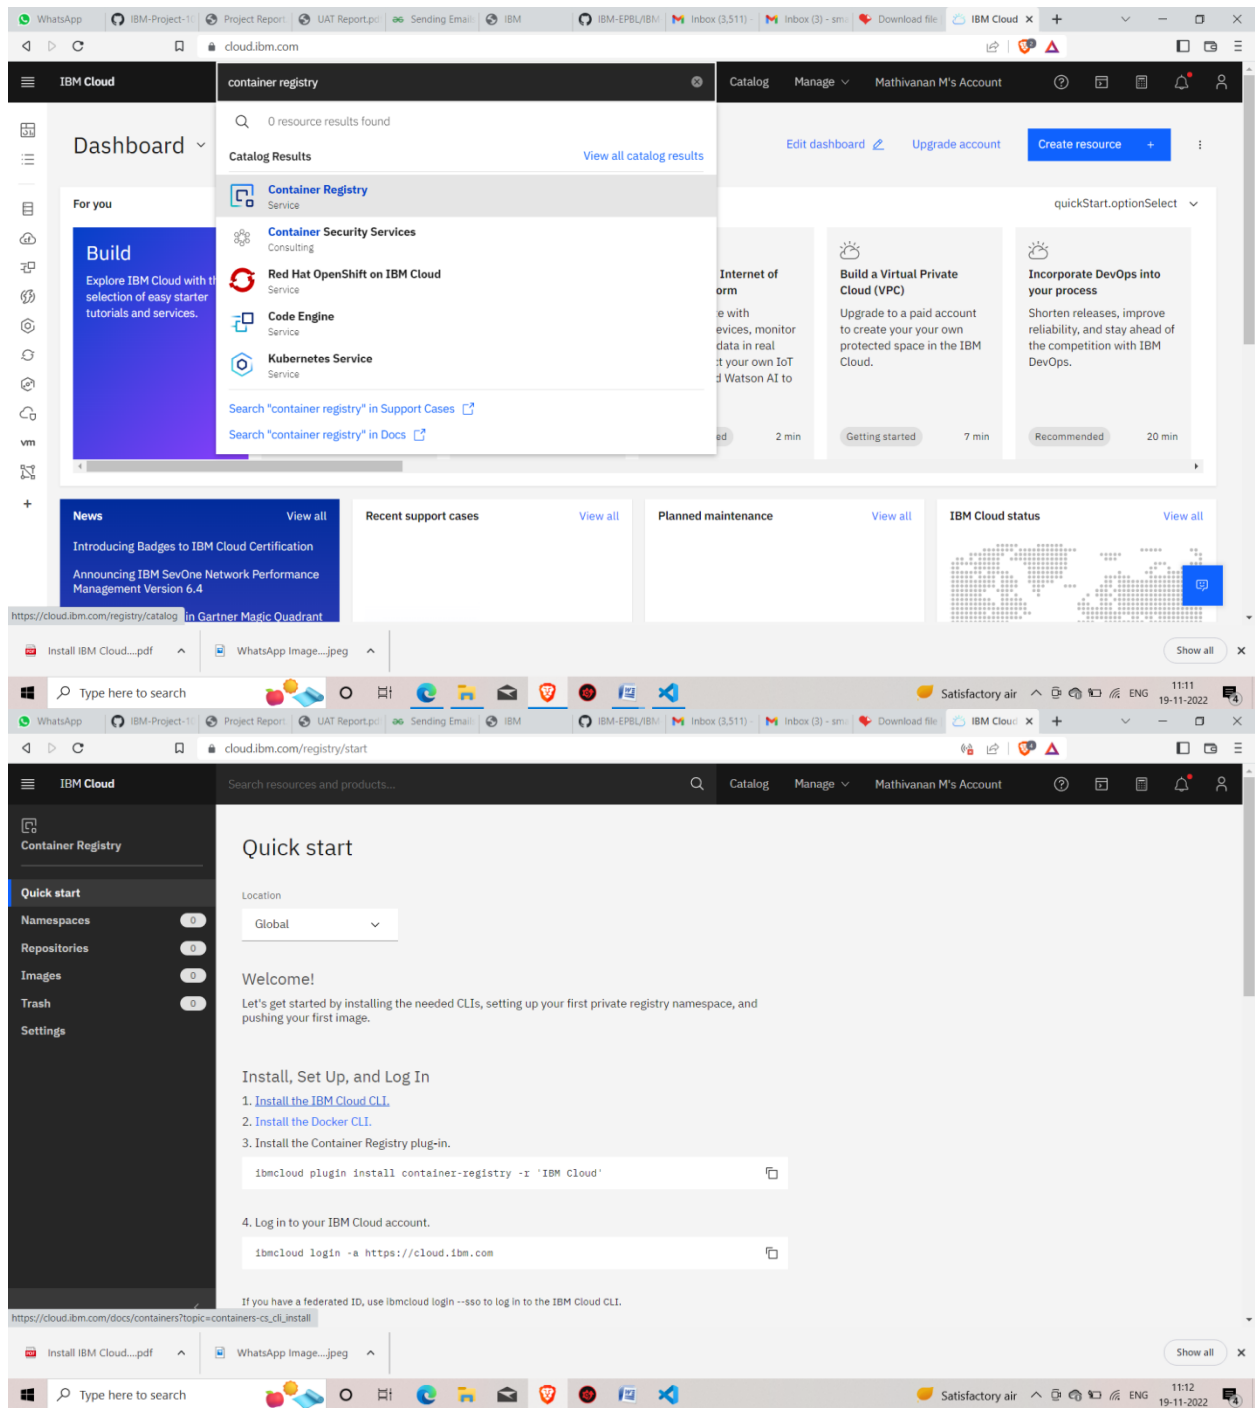 WhatsApp IBM-Project-1( Project Report UAT Report.pd Sending Email IBM IBM-EPBL/IBM Inbox (3,511) - Inbox (3) - sma Download file IBM Cloud
cloud.ibm.com
IBM Cloud container registry Catalog Manage Mathivanan M's Account
0 resource results found
Dashboard Edit dashboard Upgrade account Create resource +
Catalog Results View all catalog results
Container Registry
Service
For you quickStart.optionSelect
Container Security Services
Consulting
Build
Explore IBM Cloud with th
selection of easy starter
tutorials and services.
Red Hat OpenShift on IBM Cloud
Service
Code Engine
Service
Kubernetes Service
Service
Search "container registry" in Support Cases
Search "container registry" in Docs
Internet of
orm
e with
evices, monitor
data in real
t your own IoT
d Watson AI to
ed 2 min
Build a Virtual Private
Cloud (VPC)
Upgrade to a paid account
to create your your own
protected space in the IBM
Cloud.
Getting started 7 min
Incorporate DevOps into
your process
Shorten releases, improve
reliability, and stay ahead of
the competition with IBM
DevOps.
Recommended 20 min
vm
News View all
Introducing Badges to IBM Cloud Certification
Announcing IBM SevOne Network Performance
Management Version 6.4
in Gartner Magic Quadrant
Recent support cases View all
Planned maintenance View all
IBM Cloud status View all
https://cloud.ibm.com/registry/catalog
Install IBM Cloud....pdf WhatsApp Image....jpeg Show all
Type here to search Satisfactory air ENG 11:11
19-11-2022
WhatsApp IBM-Project-1( Project Report UAT Report.pd Sending Email IBM IBM-EPBL/IBM Inbox (3,511) - Inbox (3) - sma Download file IBM Cloud
cloud.ibm.com/registry/start
IBM Cloud Search resources and products... Catalog Manage Mathivanan M's Account
Container Registry
Quick start
Namespaces 0
Repositories 0
Images 0
Trash 0
Settings
Quick start
Location
Global
Welcome!
Let's get started by installing the needed CLIs, setting up your first private registry namespace, and
pushing your first image.
Install, Set Up, and Log In
1. Install the IBM Cloud CLI.
2. Install the Docker CLI.
3. Install the Container Registry plug-in.
ibmcloud plugin install container-registry -r 'IBM Cloud'
4. Log in to your IBM Cloud account.
ibmcloud login -a https://cloud.ibm.com
If you have a federated ID, use ibmcloud login --sso to log in to the IBM Cloud CLI.
https://cloud.ibm.com/docs/containers?topic=containers-cs_cli_install
Install IBM Cloud....pdf WhatsApp Image....jpeg Show all
Type here to search Satisfactory air ENG 11:12
19-11-2022